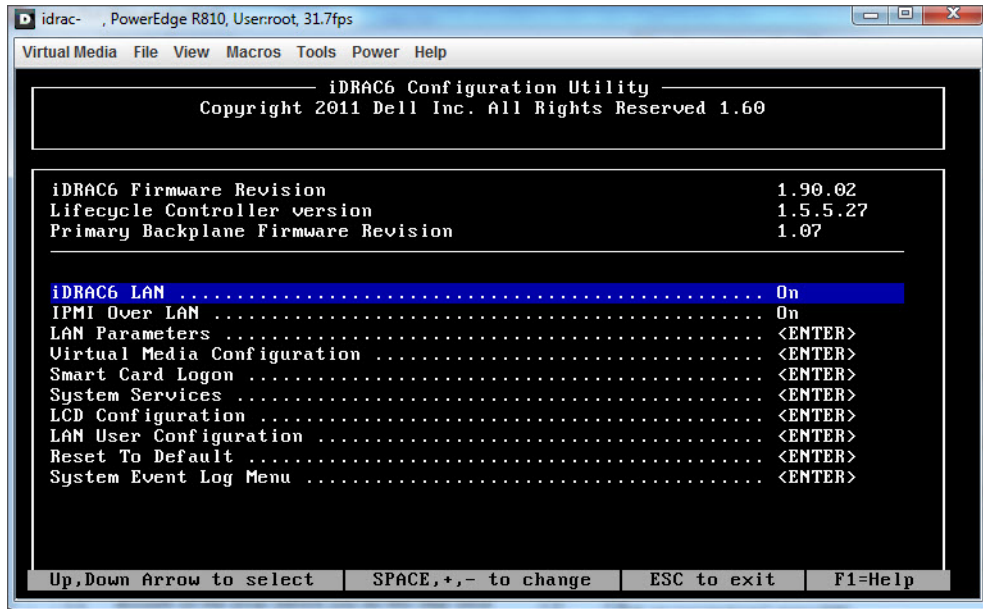 D idrac- , PowerEdge R810, User:root, 31.7fps
Virtual Media File View Macros Tools Power Help
iDRAC6 Configuration Utility
Copyright 2011 Dell Inc. All Rights Reserved 1.60
iDRAC6 Firmware Revision 1.90.02
Lifecycle Controller version 1.5.5.27
Primary Backplane Firmware Revision 1.07
iDRAC6 LAN ................................................... On
IPMI Over LAN ................................................ On
LAN Parameters ............................................... <ENTER>
Virtual Media Configuration .................................. <ENTER>
Smart Card Logon ............................................. <ENTER>
System Services .............................................. <ENTER>
LCD Configuration ............................................ <ENTER>
LAN User Configuration ....................................... <ENTER>
Reset To Default ............................................. <ENTER>
System Event Log Menu ........................................ <ENTER>
Up,Down Arrow to select SPACE,+,- to change ESC to exit F1=Help